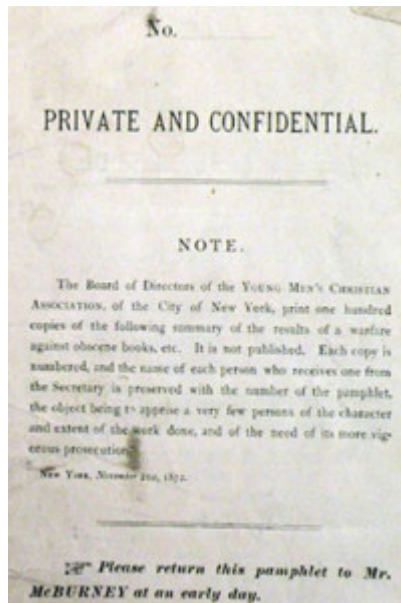 No.
PRIVATE AND CONFIDENTIAL.
NOTE.
The Board of Directors of the YOUNG MEN'S CHRISTIAN
ASSOCIATION, of the City of New York, print one hundred
copies of the following summary of the results of a warfare
against obscene books, etc. It is not published. Each copy is
numbered, and the name of each person who receives one from
the Secretary is preserved with the number of the pamphlet,
the object being to apprise a very few persons of the character
and extent of the work done, and of the need of its more vig-
orous prosecution.
NEW YORK, November 1872.
☞ Please return this pamphlet to Mr.
McBURNEY at an early day.